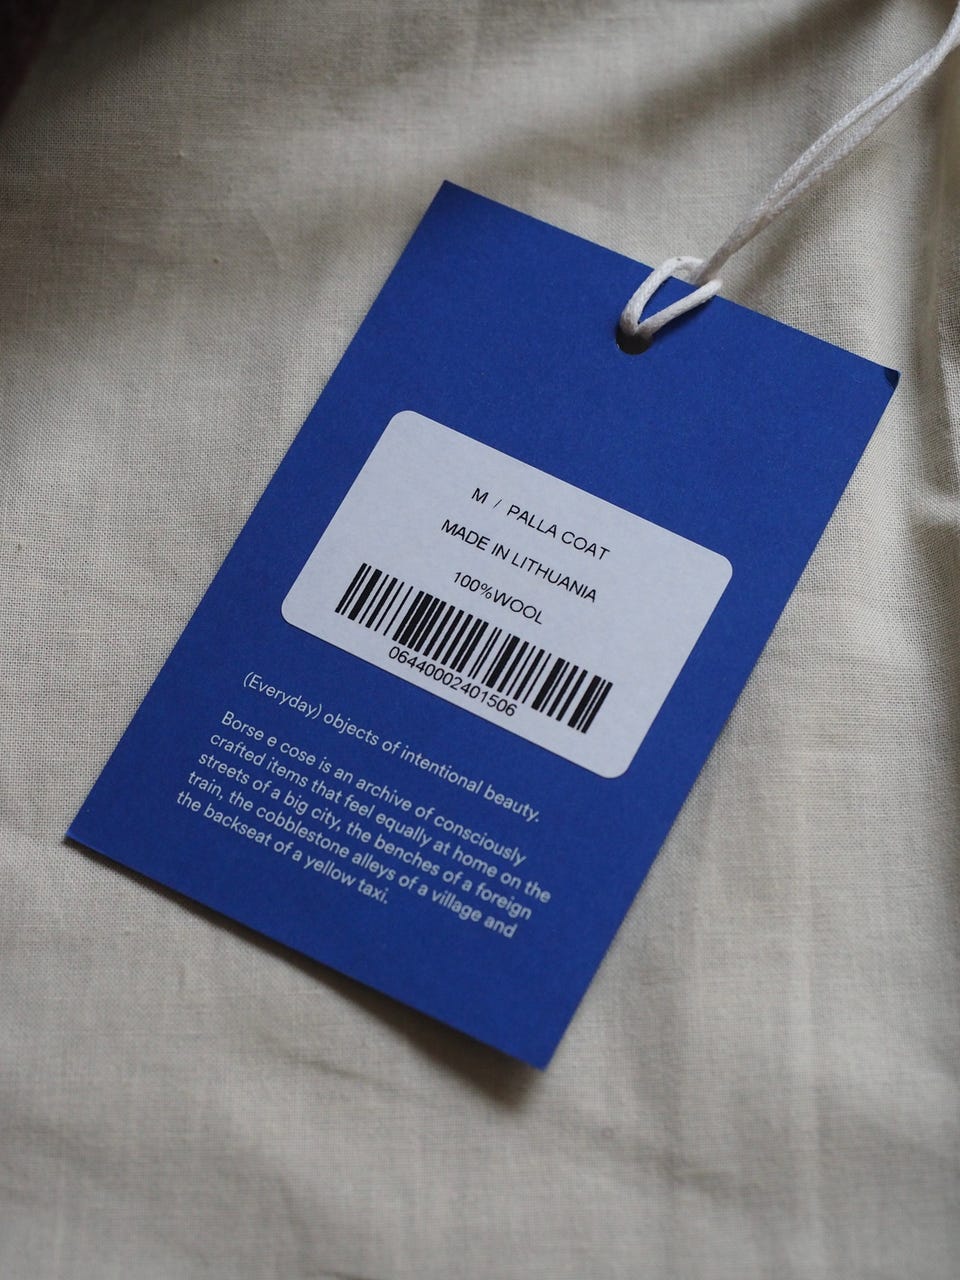 M / PALLA COAT
MADE IN LITHUANIA
100%WOOL
06440002401506
(Everyday) objects of intentional beauty.
Borse e cose is an archive of consciously
crafted items that feel equally at home on the
streets of a big city, the benches of a foreign
train, the cobblestone alleys of a village and
the backseat of a yellow taxi.